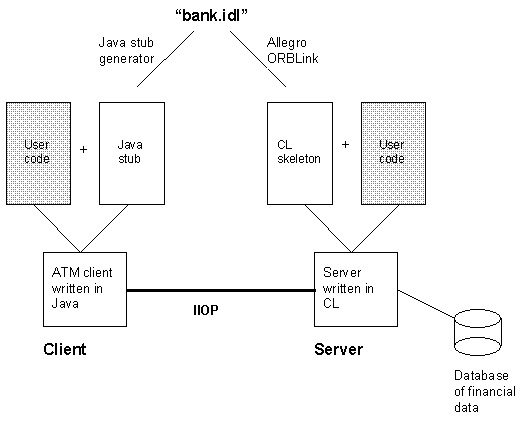 “bank.idl”
Java stub
generator
Allegro
ORBLink
User
code
+
Java
stub
CL
skeleton
+
User
code
ATM client
written in
Java
IIOP
Server
written in
CL
Client
Server
Database
of financial
data